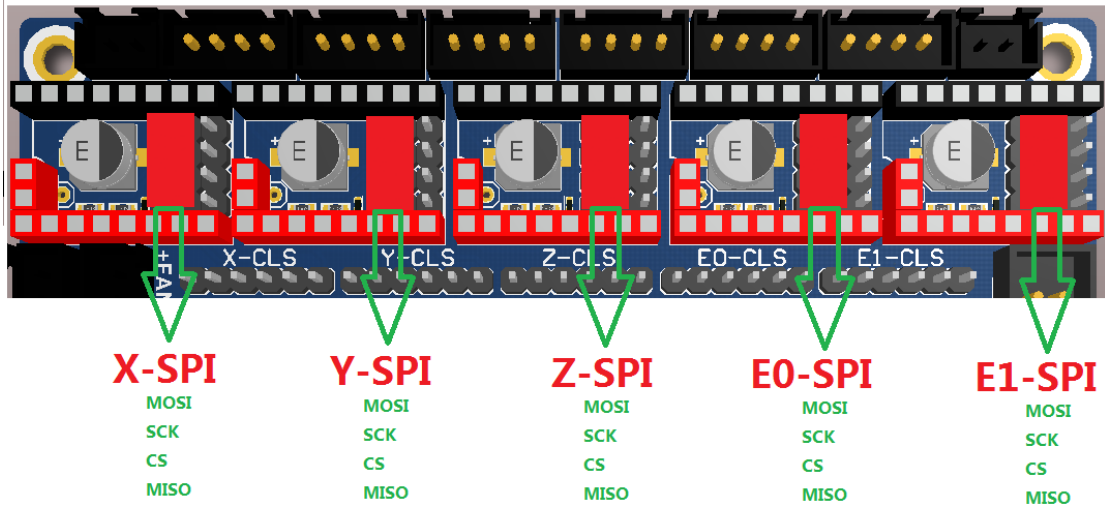 E E E E E
+ + + + +
X-CLS Y-CLS Z-CLS E0-CLS E1-CLS
+FAN
X-SPI Y-SPI Z-SPI E0-SPI E1-SPI
MOSI MOSI MOSI MOSI MOSI
SCK SCK SCK SCK SCK
CS CS CS CS CS
MISO MISO MISO MISO MISO